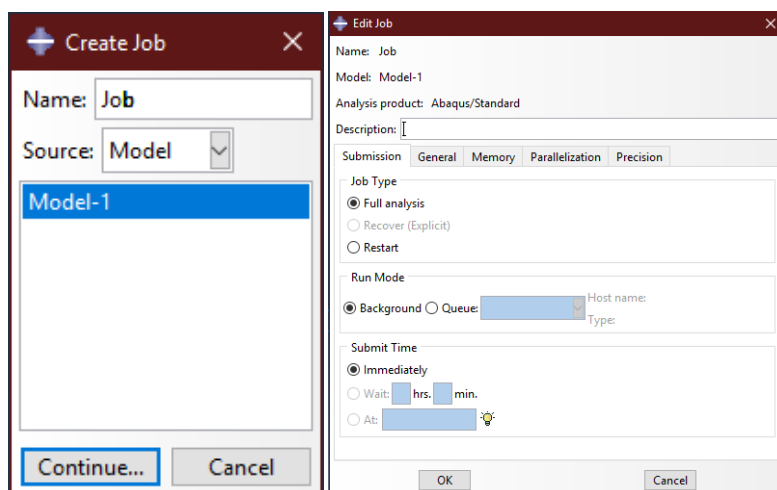 Create Job
Name: Job
Source: Model
Model-1
Continue... Cancel
Edit Job
Name: Job
Model: Model-1
Analysis product: Abaqus/Standard
Description:
Submission General Memory Parallelization Precision
Job Type
Full analysis
Recover (Explicit)
Restart
Run Mode
Background Queue: Host name:
Type:
Submit Time
Immediately
Wait: hrs. min.
At:
OK Cancel